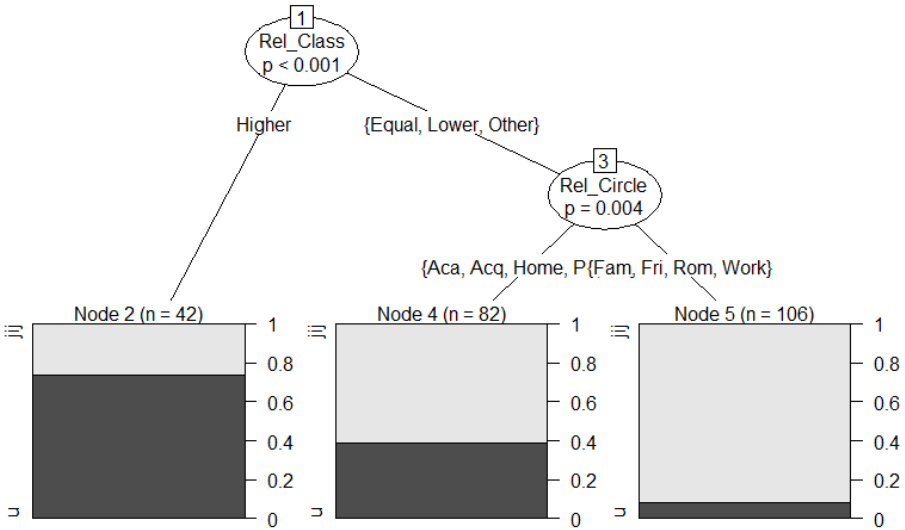 1
Rel_Class
p < 0.001
Higher
{Equal, Lower, Other}
3
Rel_Circle
p = 0.004
{Aca, Acq, Home, P{Fam, Fri, Rom, Work}
Node 2 (n = 42)
jij
u
1
0.8
0.6
0.4
0.2
0
Node 4 (n = 82)
jij
u
1
0.8
0.6
0.4
0.2
0
Node 5 (n = 106)
jij
u
1
0.8
0.6
0.4
0.2
0